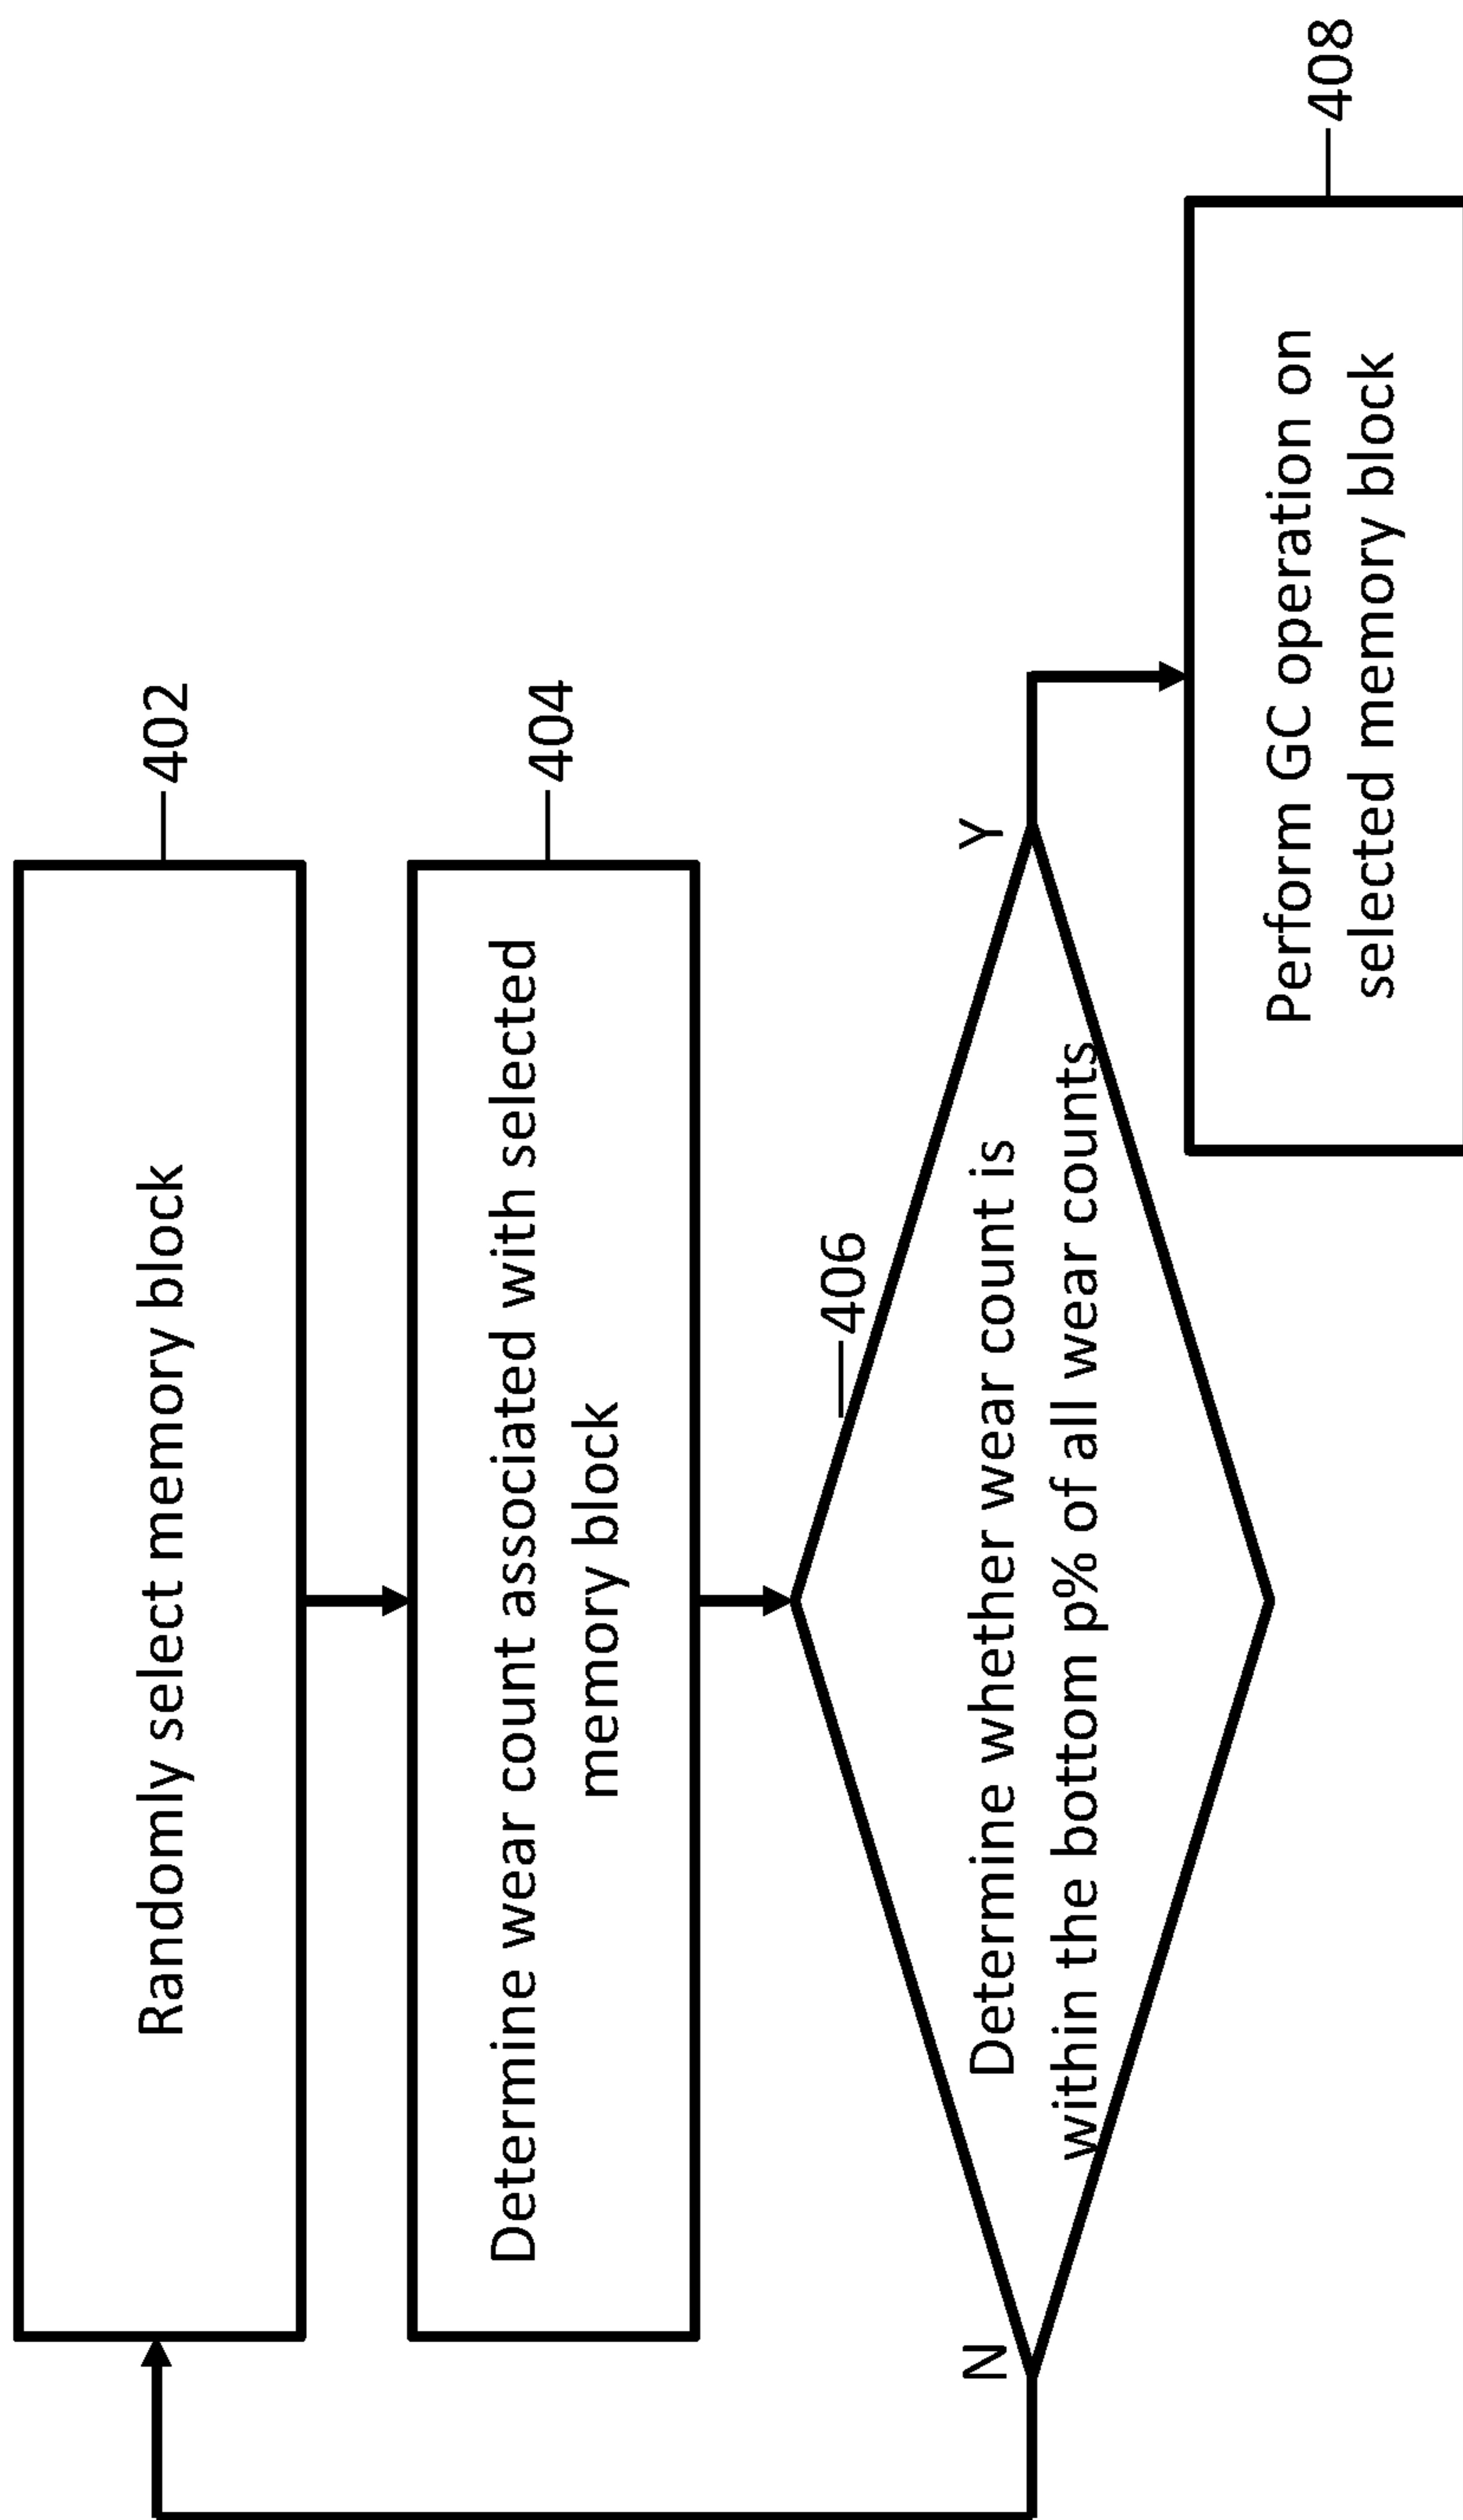 Randomly select memory block
402
Determine wear count associated with selected
memory block
404
406
Determine whether wear count is
within the bottom p% of all wear counts
N
Y
Perform GC operation on
selected memory block
408